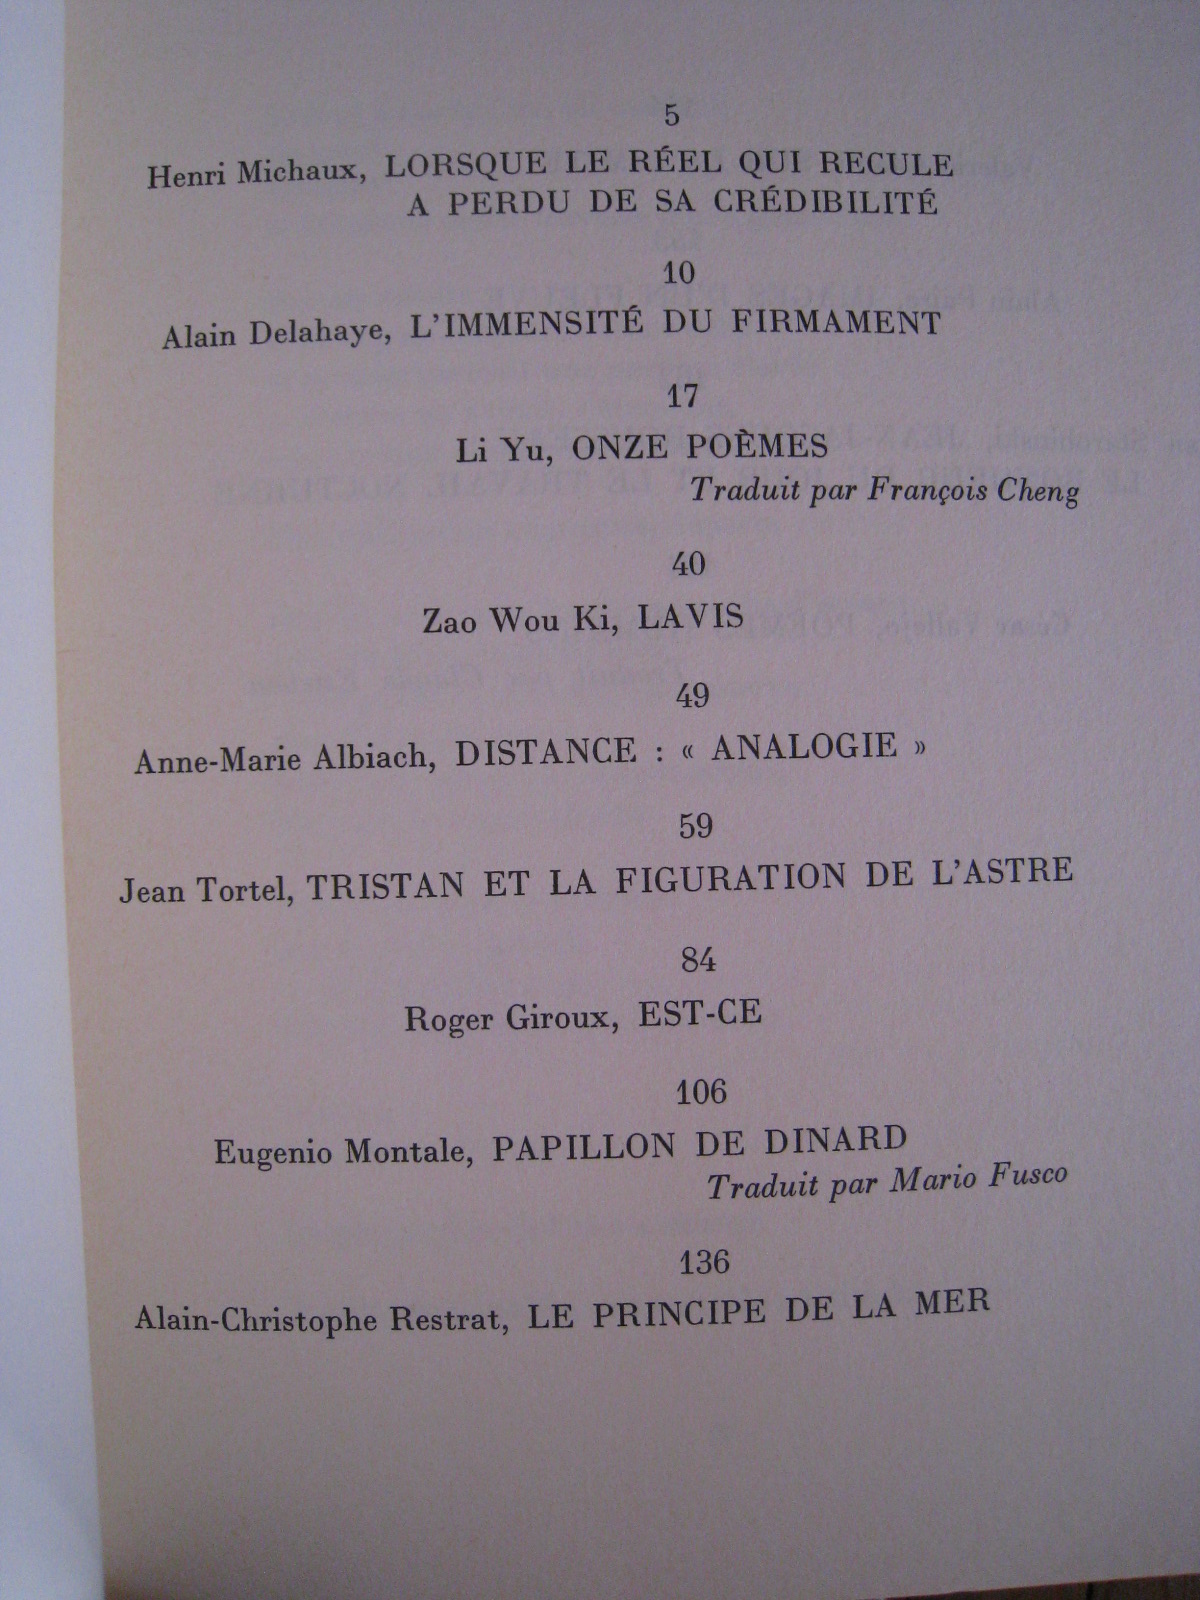 5
Henri Michaux, LORSQUE LE RÉEL QUI RECULE
A PERDU DE SA CRÉDIBILITÉ
10
Alain Delahaye, L'IMMENSITÉ DU FIRMAMENT
17
Li Yu, ONZE POÈMES
Traduit par François Cheng
40
Zao Wou Ki, LAVIS
49
Anne-Marie Albiach, DISTANCE : « ANALOGIE »
59
Jean Tortel, TRISTAN ET LA FIGURATION DE L'ASTRE
84
Roger Giroux, EST-CE
106
Eugenio Montale, PAPILLON DE DINARD
Traduit par Mario Fusco
136
Alain-Christophe Restrat, LE PRINCIPE DE LA MER